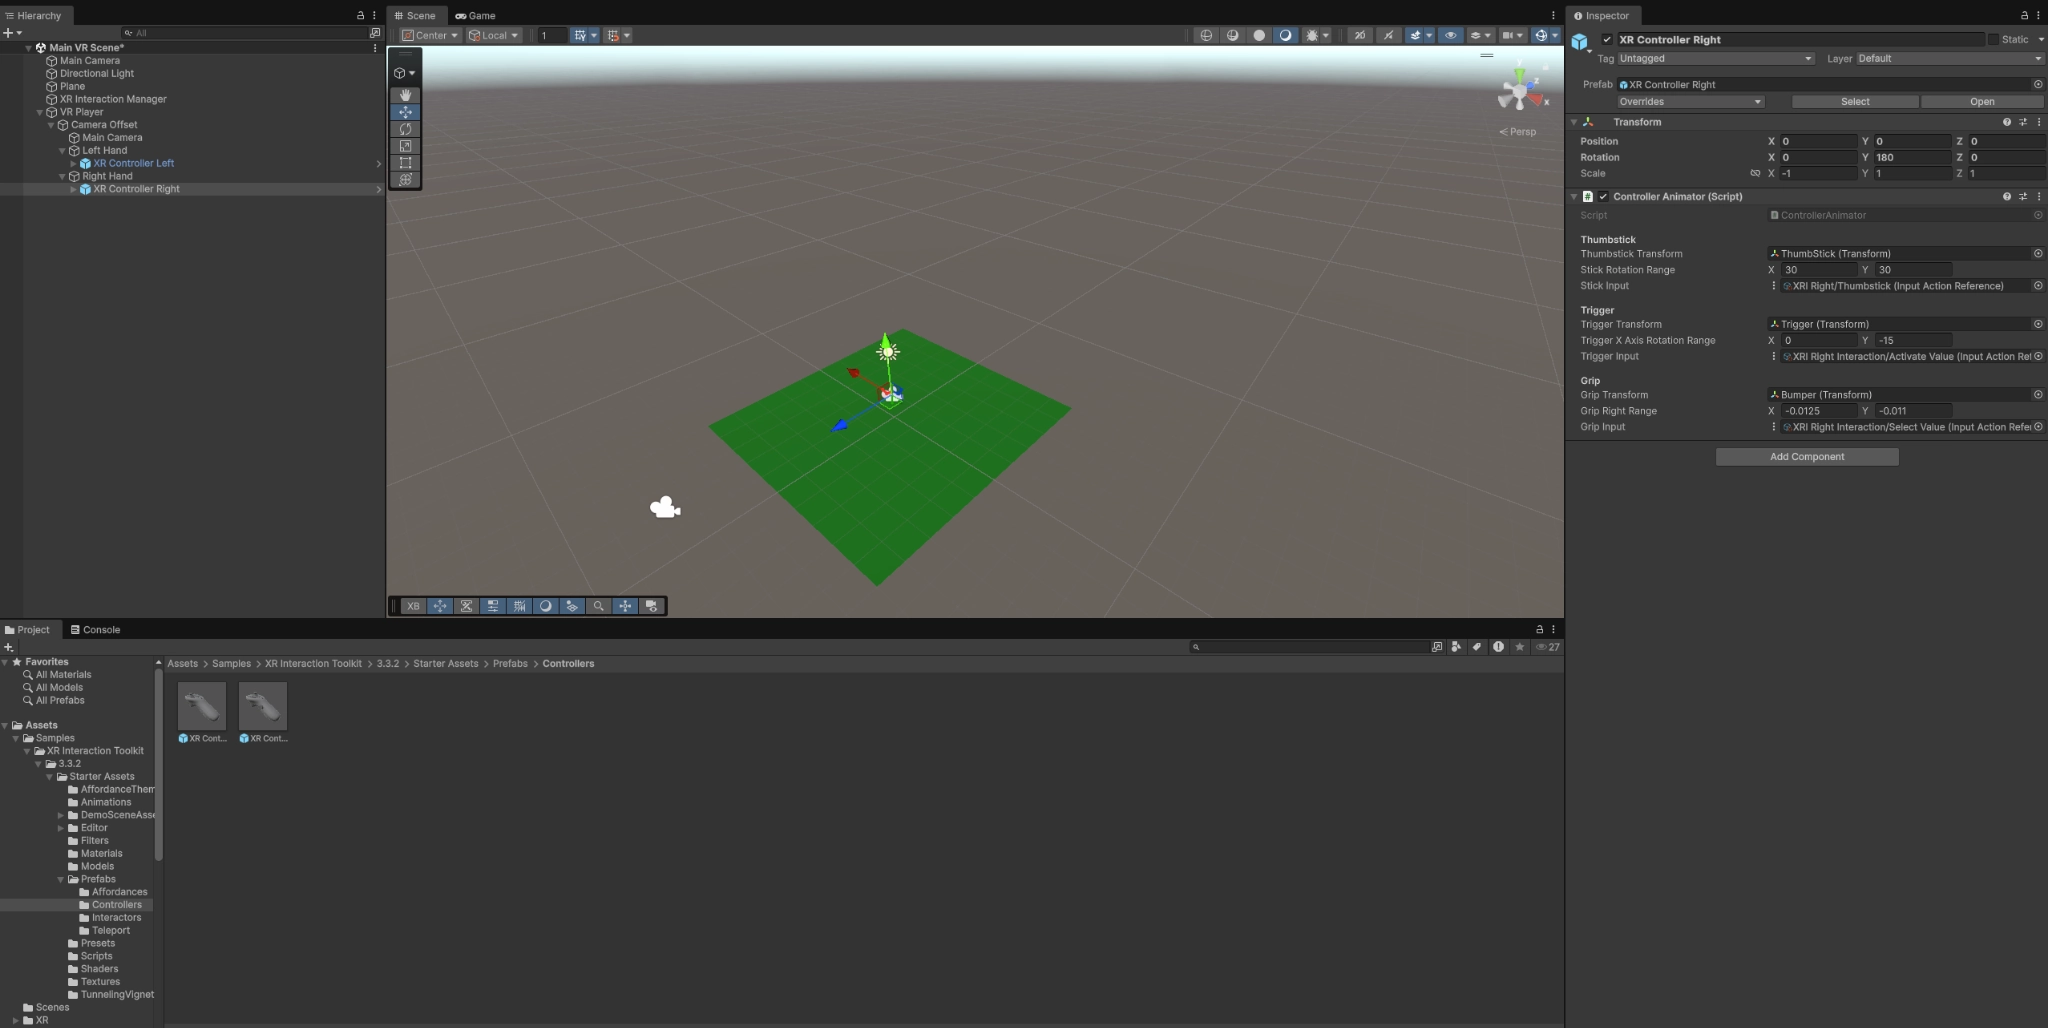 Hierarchy
All
Main VR Scene*
Main Camera
Directional Light
Plane
XR Interaction Manager
VR Player
Camera Offset
Main Camera
Left Hand
XR Controller Left
Right Hand
XR Controller Right
Scene Game
Center Local 1
Y
Z
X
Persp
XB
Inspector
XR Controller Right Static
Tag Untagged Layer Default
Prefab XR Controller Right
Overrides Select Open
Transform
Position X 0 Y 0 Z 0
Rotation X 0 Y 180 Z 0
Scale X -1 Y 1 Z 1
# Controller Animator (Script)
Script ControllerAnimator
Thumbstick
Thumbstick Transform ThumbStick (Transform)
Stick Rotation Range X 30 Y 30
Stick Input XRI Right/Thumbstick (Input Action Reference)
Trigger
Trigger Transform Trigger (Transform)
Trigger X Axis Rotation Range X 0 Y -15
Trigger Input XRI Right Interaction/Activate Value (Input Action Ref
Grip
Grip Transform Bumper (Transform)
Grip Right Range X -0.0125 Y -0.011
Grip Input XRI Right Interaction/Select Value (Input Action Refer
Add Component
Project Console
27
Favorites
All Materials
All Models
All Prefabs
Assets
Samples
XR Interaction Toolkit
3.3.2
Starter Assets
AffordanceThem
Animations
DemoSceneAsse
Editor
Filters
Materials
Models
Prefabs
Affordances
Controllers
Interactors
Teleport
Presets
Scripts
Shaders
Textures
TunnelingVignet
Scenes
XR
Assets > Samples > XR Interaction Toolkit > 3.3.2 > Starter Assets > Prefabs > Controllers
XR Cont... XR Cont...